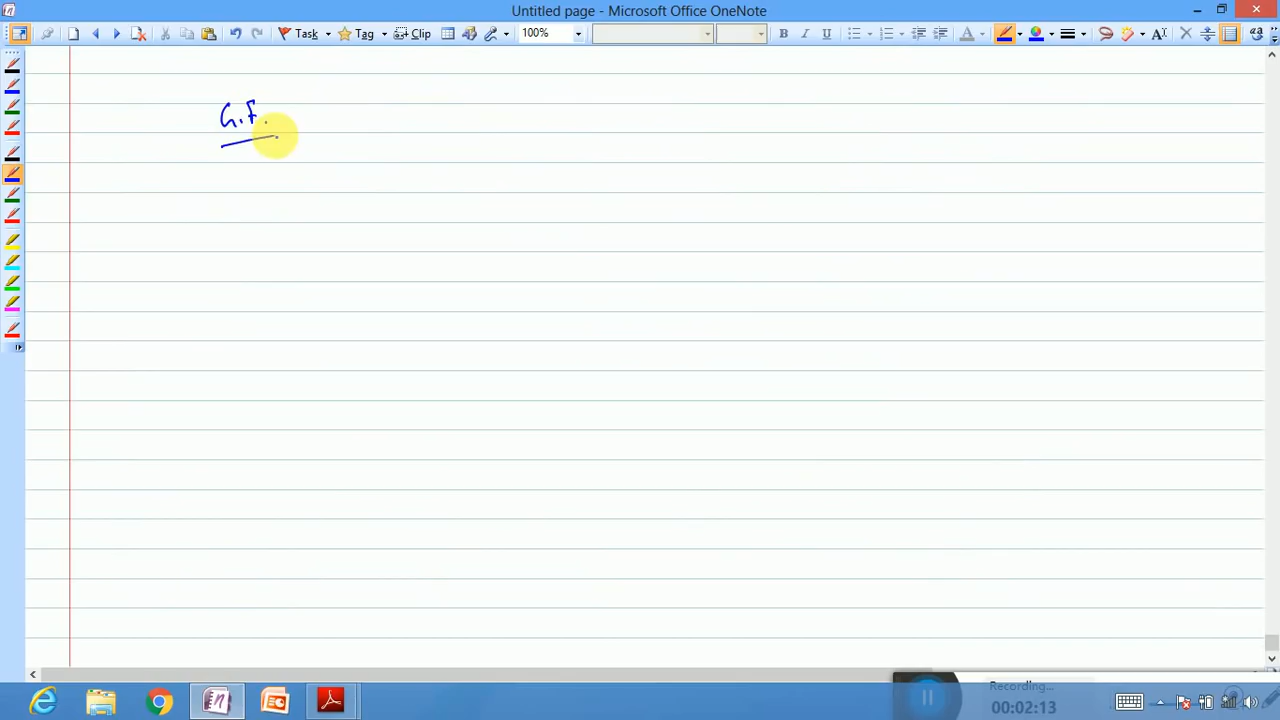 Untitled page - Microsoft Office OneNote
Task Tag Clip 100% B I U
G.F.
Recording...
00:02:13